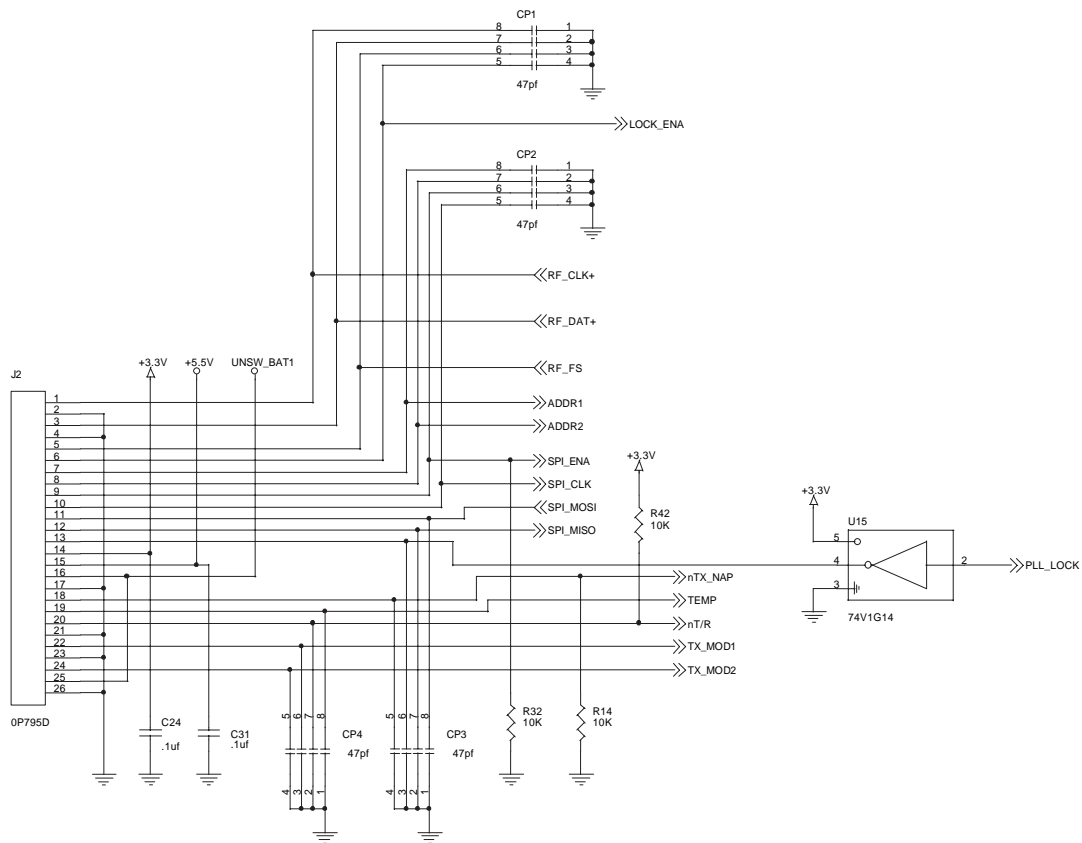 CP1
8 1
7 2
6 3
5 4
47pf
LOCK_ENA
CP2
8 1
7 2
6 3
5 4
47pf
RF_CLK+
RF_DAT+
RF_FS
ADDR1
ADDR2
SPI_ENA
SPI_CLK
SPI_MOSI
SPI_MISO
+3.3V
+5.5V
UNSW_BAT1
J2
1
2
3
4
5
6
7
8
9
10
11
12
13
14
15
16
17
18
19
20
21
22
23
24
25
26
0P795D
+3.3V
R42
10K
nTX_NAP
TEMP
nT/R
TX_MOD1
TX_MOD2
+3.3V
U15
5
4
3
2
PLL_LOCK
74V1G14
C24
.1uf
C31
.1uf
5 6 7 8
CP4
47pf
4 3 2 1
5 6 7 8
CP3
47pf
4 3 2 1
R32
10K
R14
10K